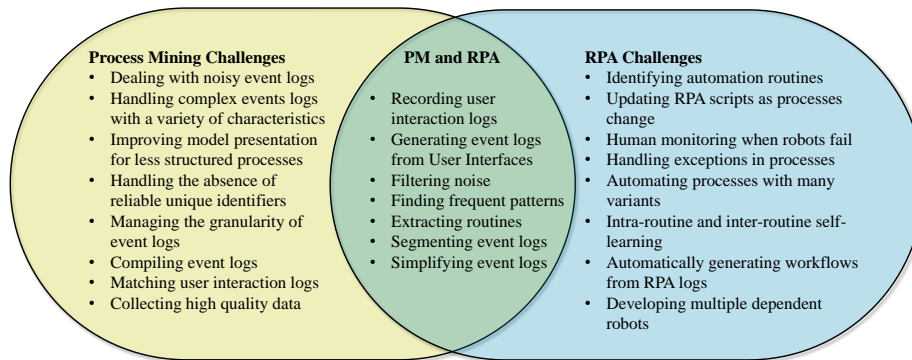 Process Mining Challenges
• Dealing with noisy event logs
• Handling complex events logs
with a variety of characteristics
• Improving model presentation
for less structured processes
• Handling the absence of
reliable unique identifiers
• Managing the granularity of
event logs
• Compiling event logs
• Matching user interaction logs
• Collecting high quality data
PM and RPA
• Recording user
interaction logs
• Generating event logs
from User Interfaces
• Filtering noise
• Finding frequent patterns
• Extracting routines
• Segmenting event logs
• Simplifying event logs
RPA Challenges
• Identifying automation routines
• Updating RPA scripts as processes
change
• Human monitoring when robots fail
• Handling exceptions in processes
• Automating processes with many
variants
• Intra-routine and inter-routine self-
learning
• Automatically generating workflows
from RPA logs
• Developing multiple dependent
robots